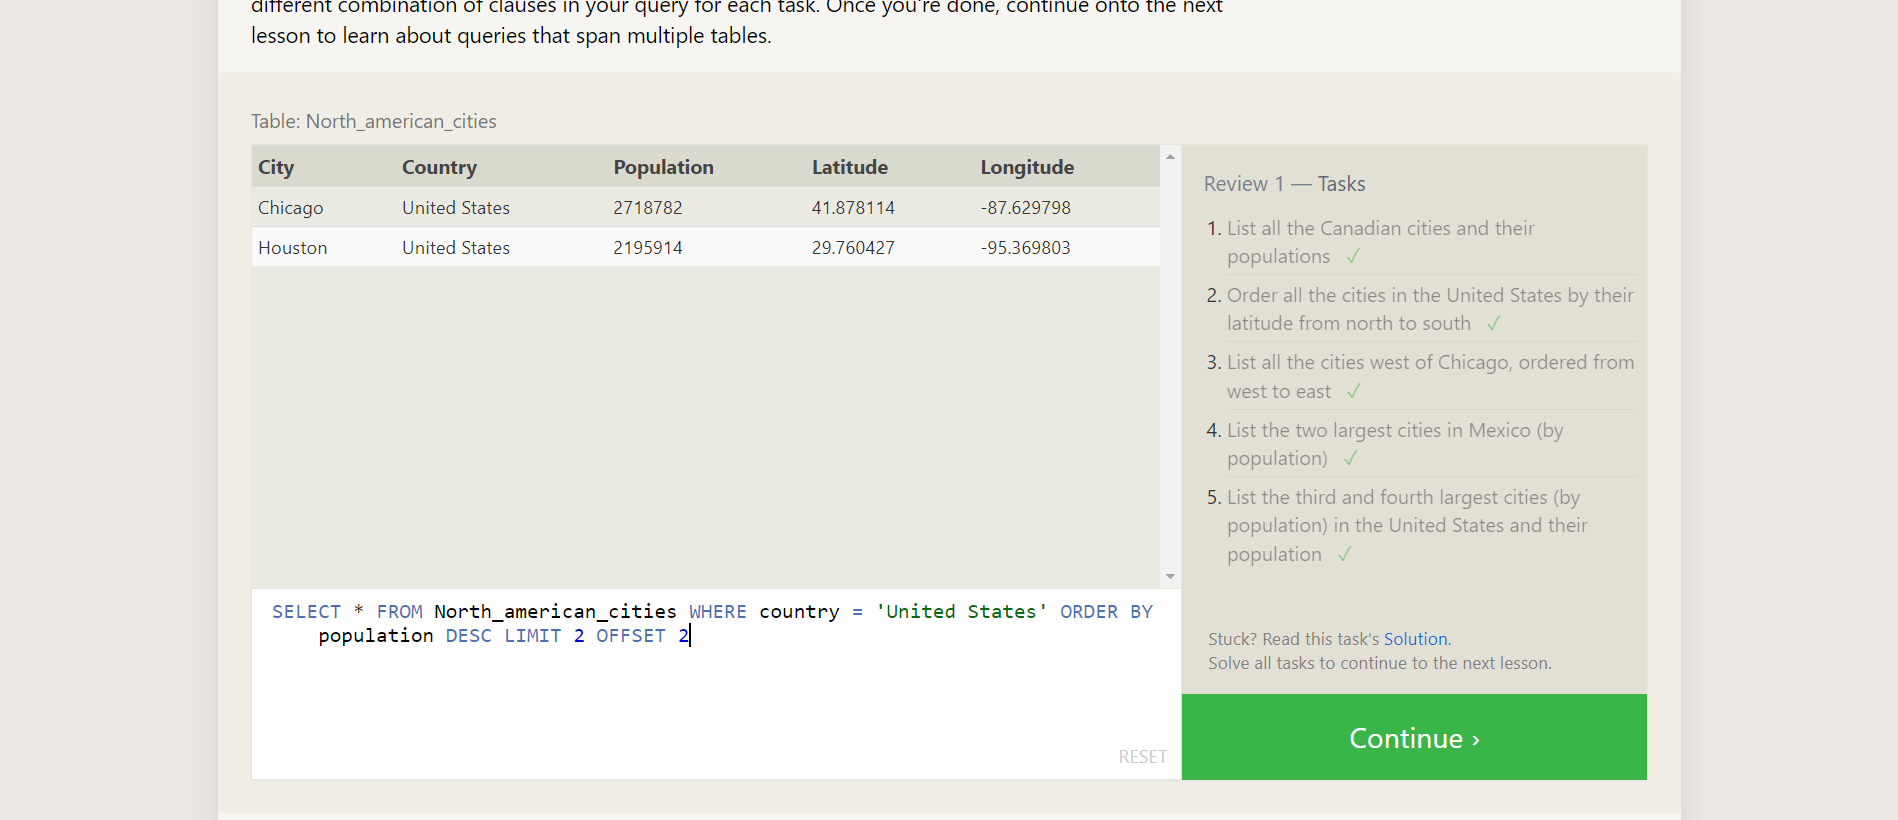 different combination of clauses in your query for each task. Once you're done, continue onto the next
lesson to learn about queries that span multiple tables.
Table: North_american_cities
City Country Population Latitude Longitude
Chicago United States 2718782 41.878114 -87.629798
Houston United States 2195914 29.760427 -95.369803
SELECT * FROM North_american_cities WHERE country = 'United States' ORDER BY
population DESC LIMIT 2 OFFSET 2
RESET
Review 1 — Tasks
1. List all the Canadian cities and their
populations ✓
2. Order all the cities in the United States by their
latitude from north to south ✓
3. List all the cities west of Chicago, ordered from
west to east ✓
4. List the two largest cities in Mexico (by
population) ✓
5. List the third and fourth largest cities (by
population) in the United States and their
population ✓
Stuck? Read this task's Solution.
Solve all tasks to continue to the next lesson.
Continue ›